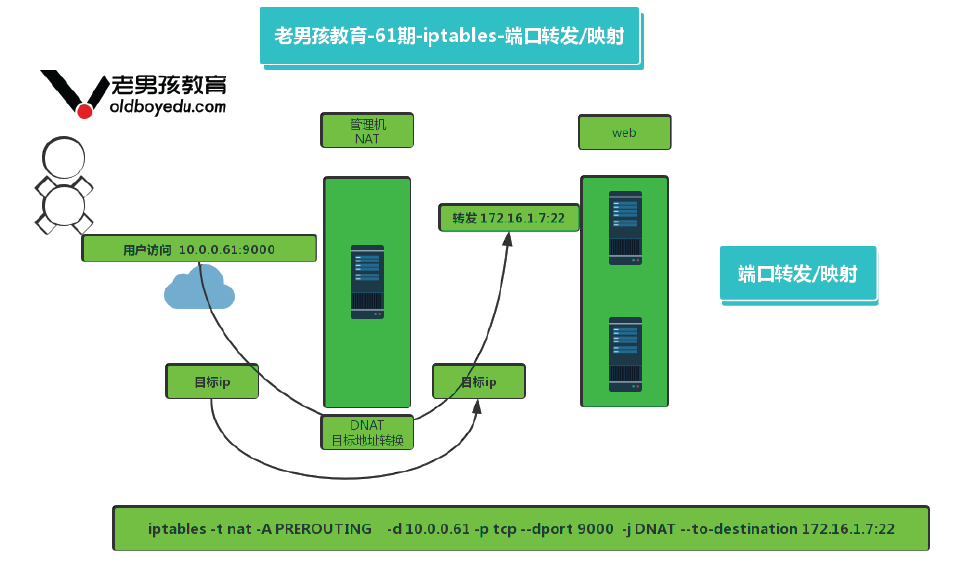 老男孩教育-61期-iptables-端口转发/映射
老男孩教育
oldboyedu.com
管理机
NAT
web
转发 172.16.1.7:22
用户访问 10.0.0.61:9000
端口转发/映射
目标ip
目标ip
DNAT
目标地址转换
iptables -t nat -A PREROUTING -d 10.0.0.61 -p tcp --dport 9000 -j DNAT --to-destination 172.16.1.7:22